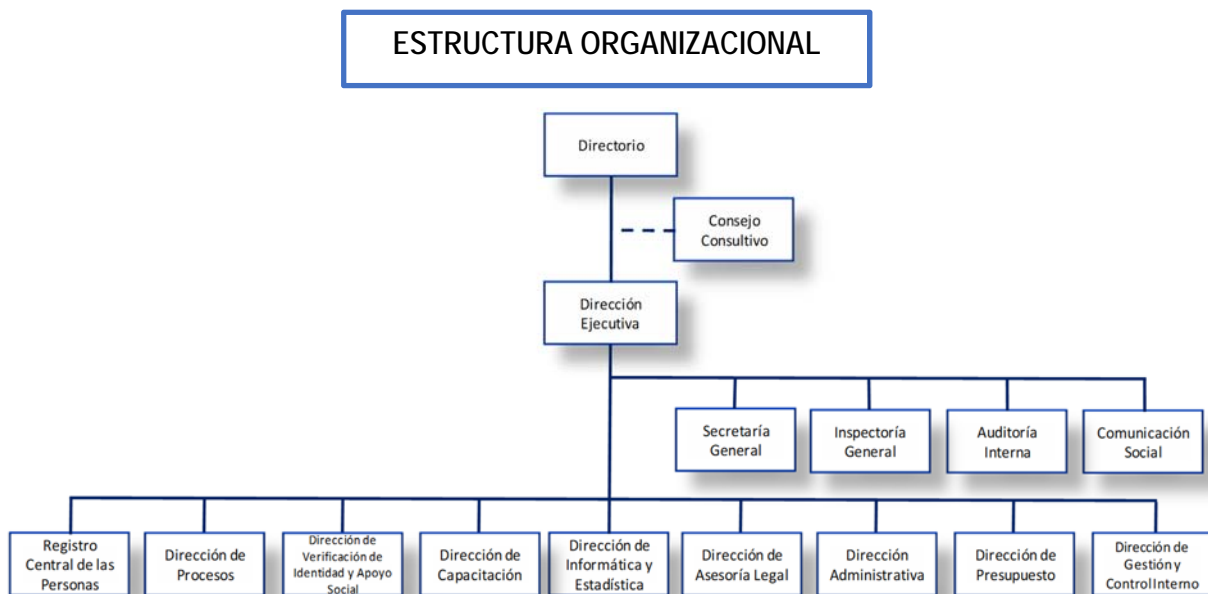 ESTRUCTURA ORGANIZACIONAL
Directorio
Consejo
Consultivo
Dirección
Ejecutiva
Secretaría
General
Inspectoría
General
Auditoría
Interna
Comunicación
Social
Registro
Central de las
Personas
Dirección de
Procesos
Dirección de
Verificación de
Identidad y Apoyo
Social
Dirección de
Capacitación
Dirección de
Informática y
Estadística
Dirección de
Asesoría Legal
Dirección
Administrativa
Dirección de
Presupuesto
Dirección de
Gestión y
Control Interno